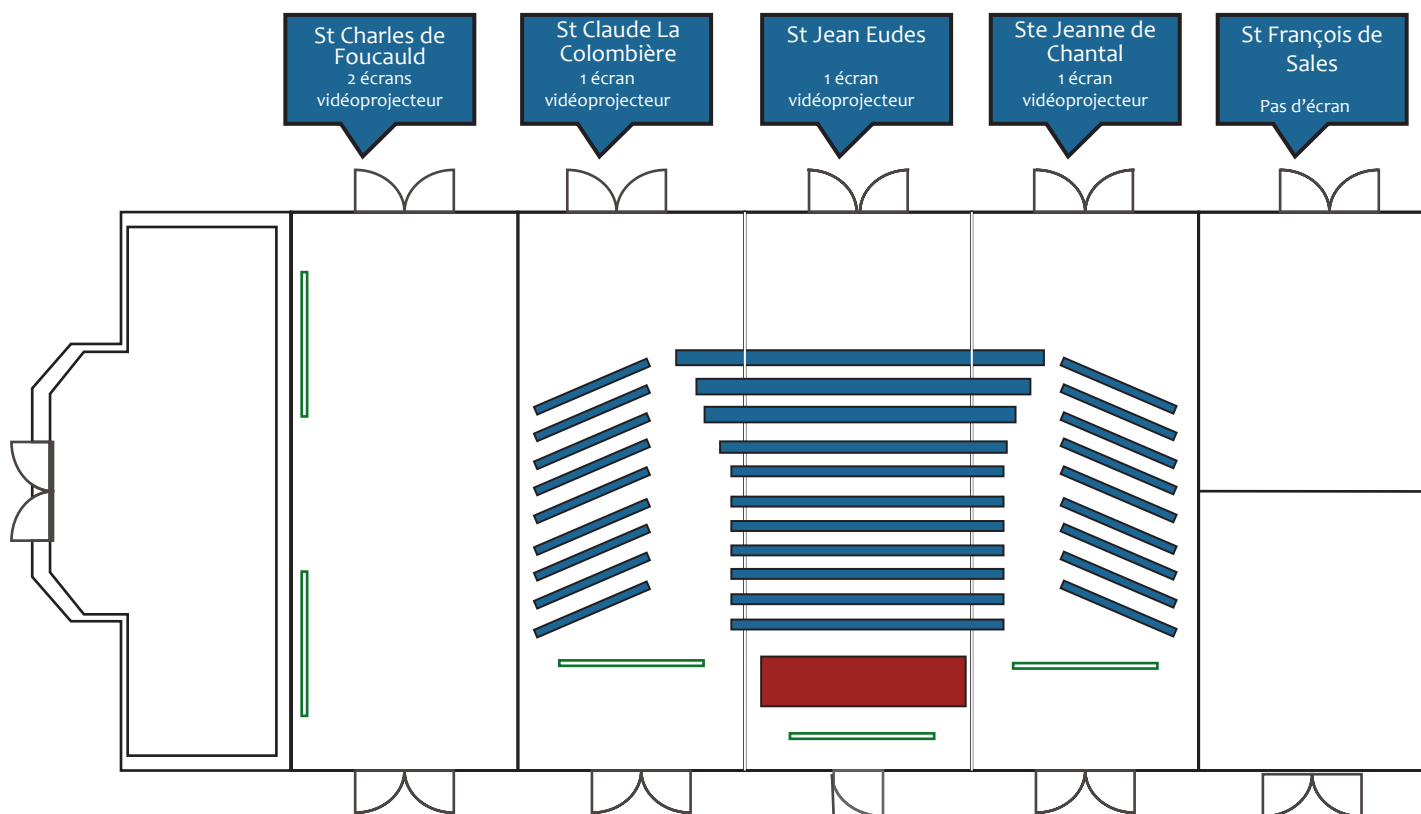 St Charles de
Foucauld
2 écrans
vidéoprojecteur
St Claude La
Colombière
1 écran
vidéoprojecteur
St Jean Eudes
1 écran
vidéoprojecteur
Ste Jeanne de
Chantal
1 écran
vidéoprojecteur
St François de
Sales
Pas d’écran